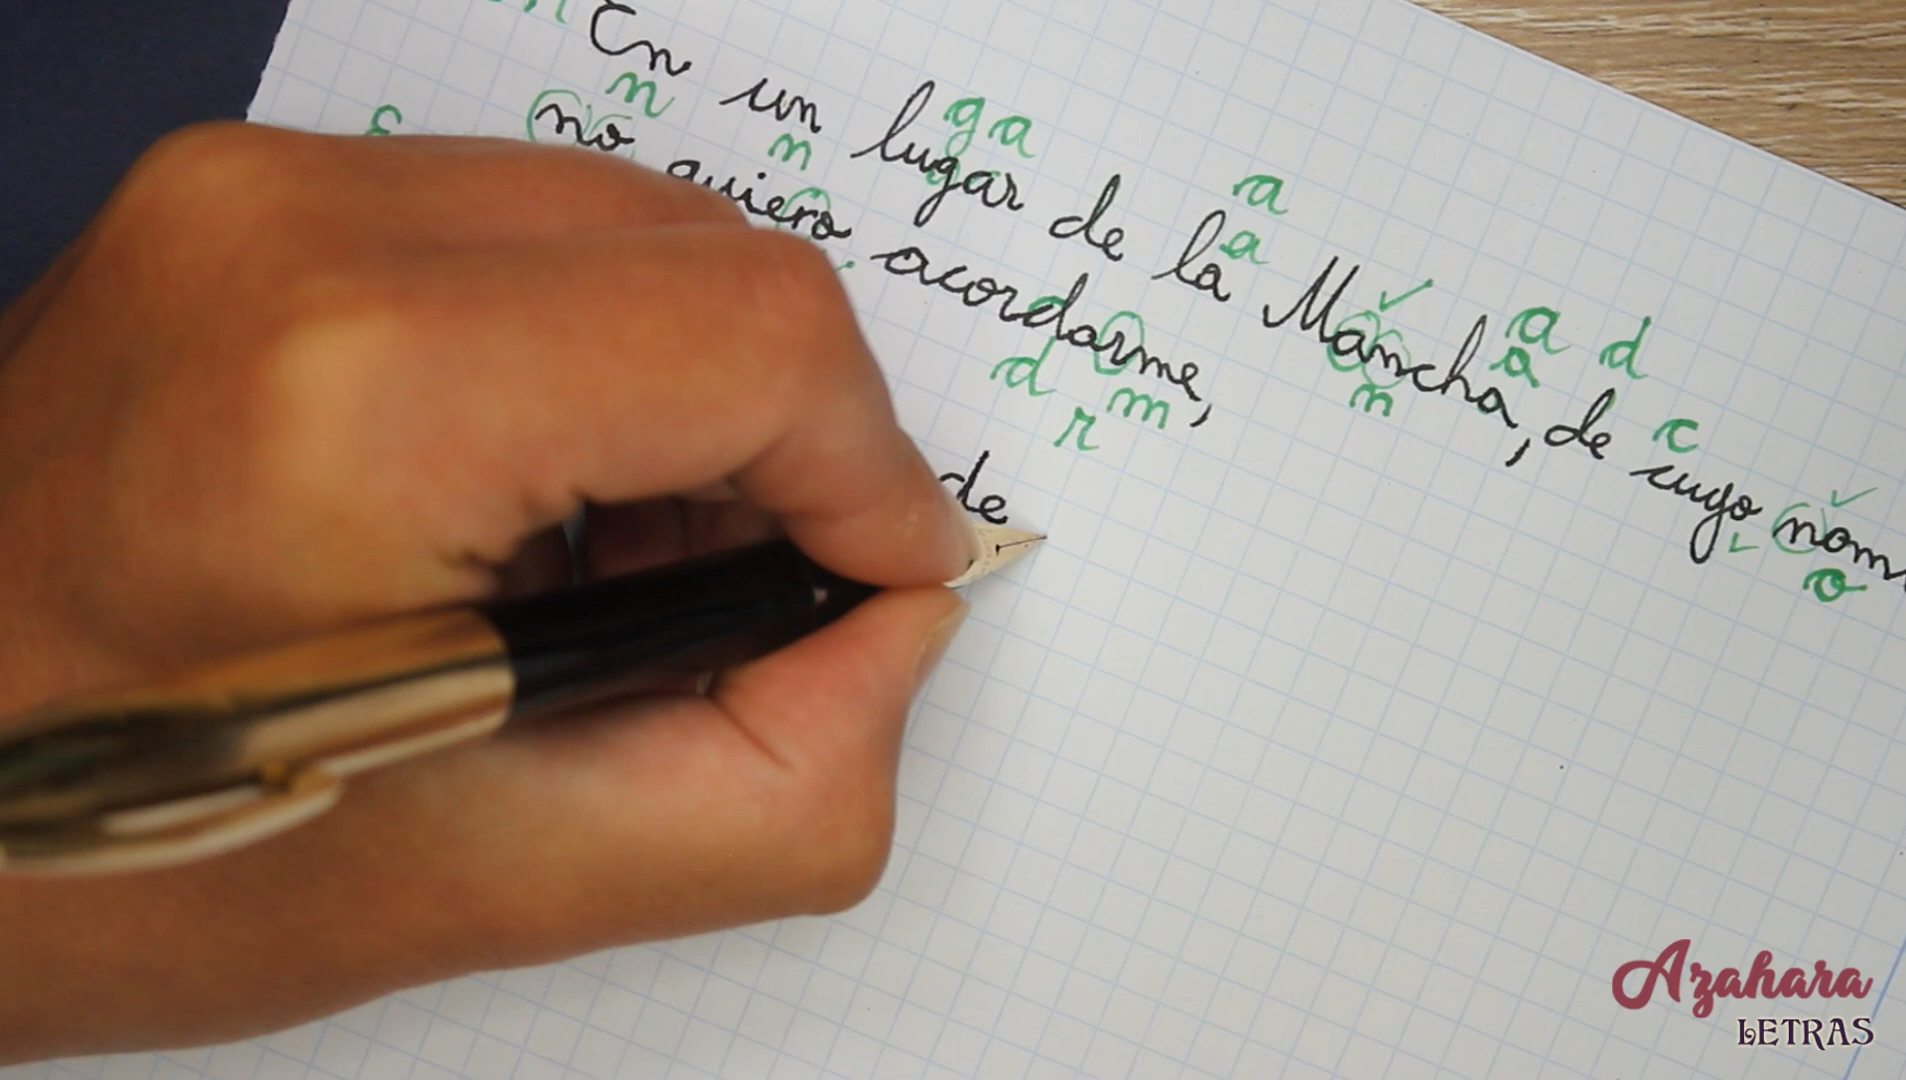 n
En un lugar de la Mancha, de cuyo nom
n g a a a ✓ a a d c ✓
no quiero acordarme,
ε n n d r m n o
de
Azahara
LETRAS